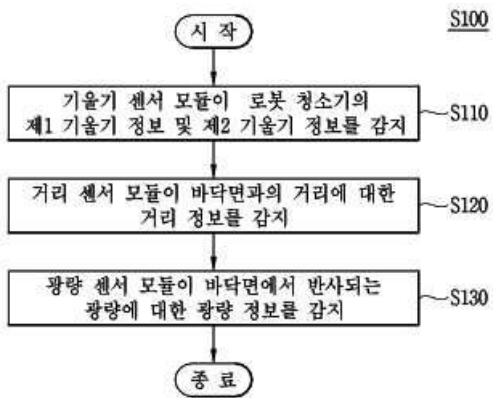 S100
시 작
기울기 센서 모듈이 로봇 청소기의
제1 기울기 정보 및 제2 기울기 정보를 감지
S110
거리 센서 모듈이 바닥면과의 거리에 대한
거리 정보를 감지
S120
광량 센서 모듈이 바닥면에서 반사되는
광량에 대한 광량 정보를 감지
S130
종 료